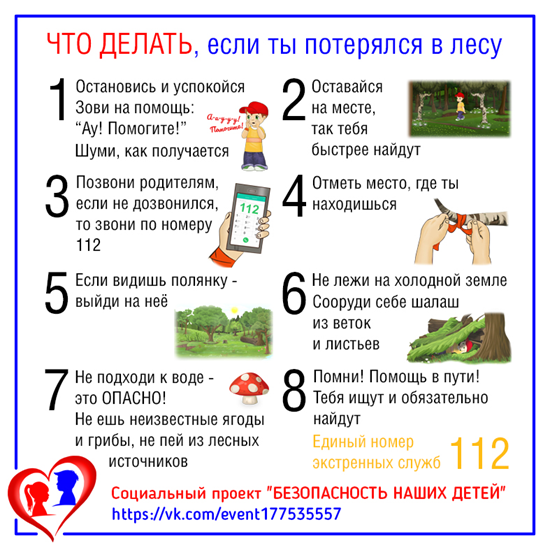 ЧТО ДЕЛАТЬ, если ты потерялся в лесу
1
Остановись и успокойся
Зови на помощь:
“Ау! Помогите!”
Шуми, как получается
А-а-у-у-у!
Помогите!
2
Оставайся
на месте,
так тебя
быстрее найдут
3
Позвони родителям,
если не дозвонился,
то звони по номеру
112
112
4
Отметь место, где ты
находишься
5
Если видишь полянку -
выйди на неё
6
Не лежи на холодной земле
Сооруди себе шалаш
из веток
и листьев
7
Не подходи к воде -
это ОПАСНО!
Не ешь неизвестные ягоды
и грибы, не пей из лесных
источников
8
Помни! Помощь в пути!
Тебя ищут и обязательно
найдут
Единый номер
экстренных служб 112
Социальный проект "БЕЗОПАСНОСТЬ НАШИХ ДЕТЕЙ"
https://vk.com/event177535557